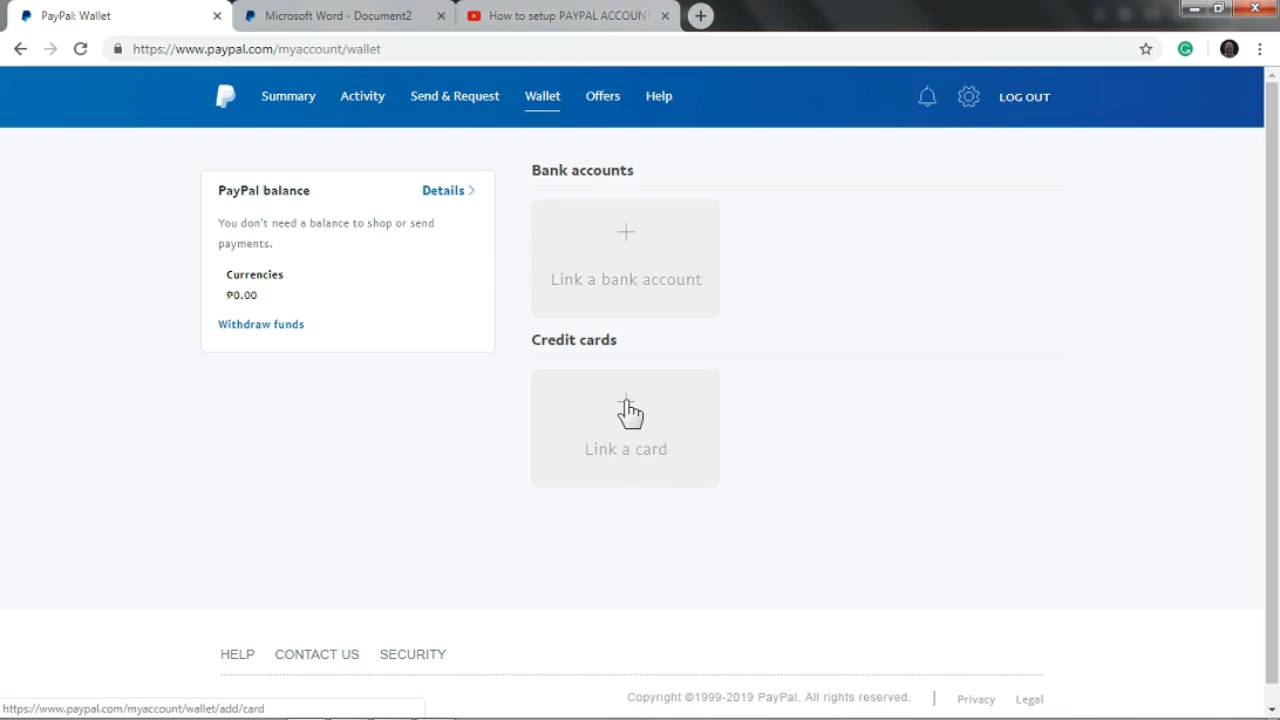 PayPal: Wallet
Microsoft Word - Document2
How to setup PAYPAL ACCOUNT
https://www.paypal.com/myaccount/wallet
Summary
Activity
Send & Request
Wallet
Offers
Help
LOG OUT
PayPal balance
Details >
You don't need a balance to shop or send
payments.
Currencies
₱0.00
Withdraw funds
Bank accounts
Link a bank account
Credit cards
Link a card
HELP
CONTACT US
SECURITY
Copyright ©1999-2019 PayPal. All rights reserved.
Privacy
Legal
https://www.paypal.com/myaccount/wallet/add/card